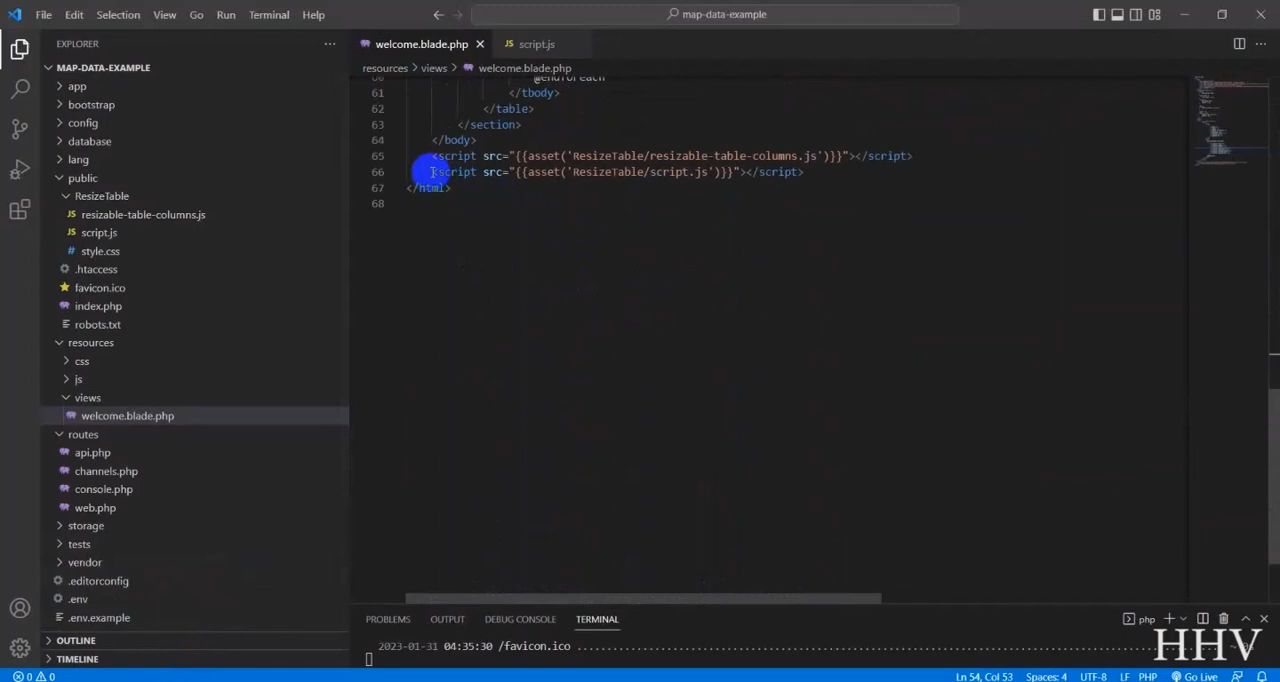 File Edit Selection View Go Run Terminal Help
map-data-example
EXPLORER
welcome.blade.php
script.js
MAP-DATA-EXAMPLE
resources > views > welcome.blade.php
app
bootstrap
config
database
lang
public
ResizeTable
resizable-table-columns.js
script.js
style.css
.htaccess
favicon.ico
index.php
robots.txt
resources
css
js
views
welcome.blade.php
routes
api.php
channels.php
console.php
web.php
storage
tests
vendor
.editorconfig
.env
.env.example
OUTLINE
TIMELINE
60 @endforeach
61 </tbody>
62 </table>
63 </section>
64 </body>
65 <script src="{{asset('ResizeTable/resizable-table-columns.js')}}"></script>
66 <script src="{{asset('ResizeTable/script.js')}}"></script>
67 </html>
68
PROBLEMS OUTPUT DEBUG CONSOLE TERMINAL
php
2023-01-31 04:35:30 /favicon.ico
HHV
0 0
Ln 54, Col 53 Spaces: 4 UTF-8 LF PHP Go Live